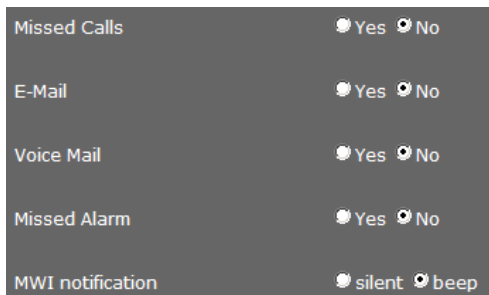 Missed Calls Yes No
E-Mail Yes No
Voice Mail Yes No
Missed Alarm Yes No
MWI notification silent beep